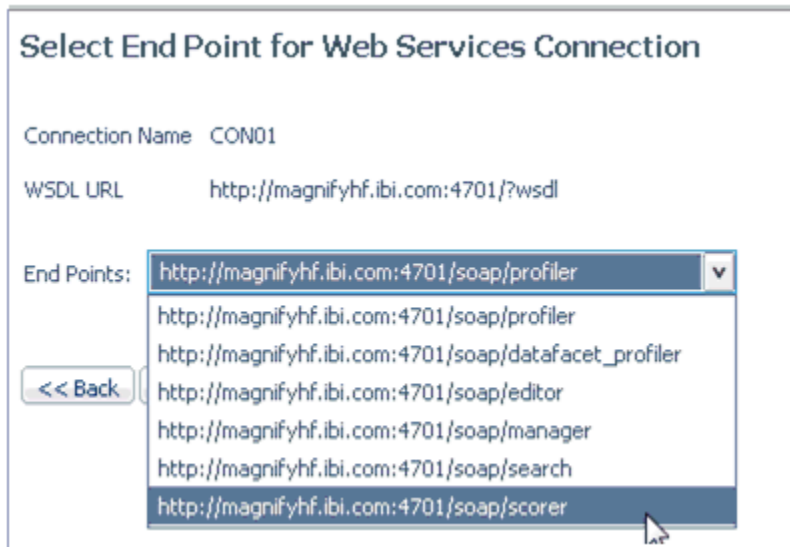 Select End Point for Web Services Connection
Connection Name CON01
WSDL URL http://magnifyhf.ibi.com:4701/?wsdl
End Points: http://magnifyhf.ibi.com:4701/soap/profiler
http://magnifyhf.ibi.com:4701/soap/profiler
http://magnifyhf.ibi.com:4701/soap/datafacet_profiler
<< Back
http://magnifyhf.ibi.com:4701/soap/editor
http://magnifyhf.ibi.com:4701/soap/manager
http://magnifyhf.ibi.com:4701/soap/search
http://magnifyhf.ibi.com:4701/soap/scorer